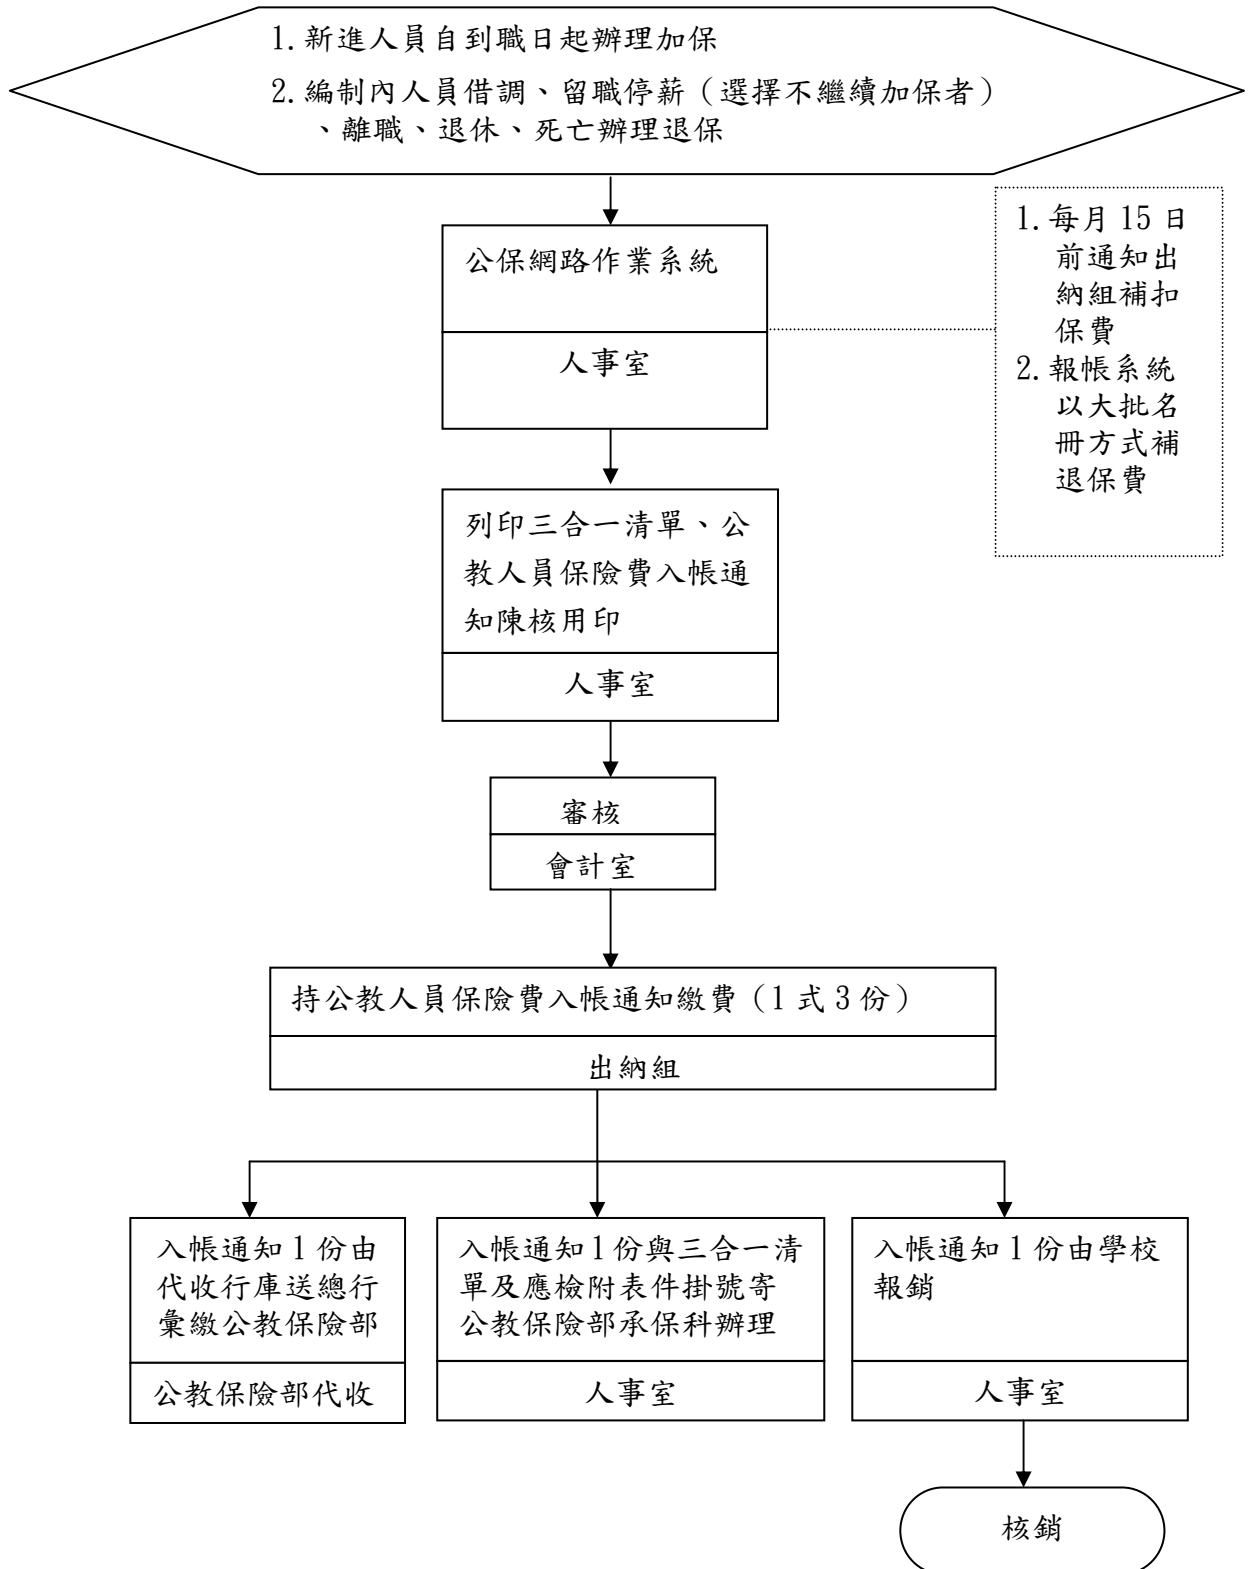 1.新進人員自到職日起辦理加保
2.編制內人員借調、留職停薪（選擇不繼續加保者）
、離職、退休、死亡辦理退保
公保網路作業系統
人事室
1.每月 15 日
前通知出
納組補扣
保費
2.報帳系統
以大批名
冊方式補
退保費
列印三合一清單、公
教人員保險費入帳通
知陳核用印
人事室
審核
會計室
持公教人員保險費入帳通知繳費（1 式 3 份）
出納組
入帳通知 1 份由
代收行庫送總行
彙繳公教保險部
公教保險部代收
入帳通知 1 份與三合一清
單及應檢附表件掛號寄
公教保險部承保科辦理
人事室
入帳通知 1 份由學校
報銷
人事室
核銷